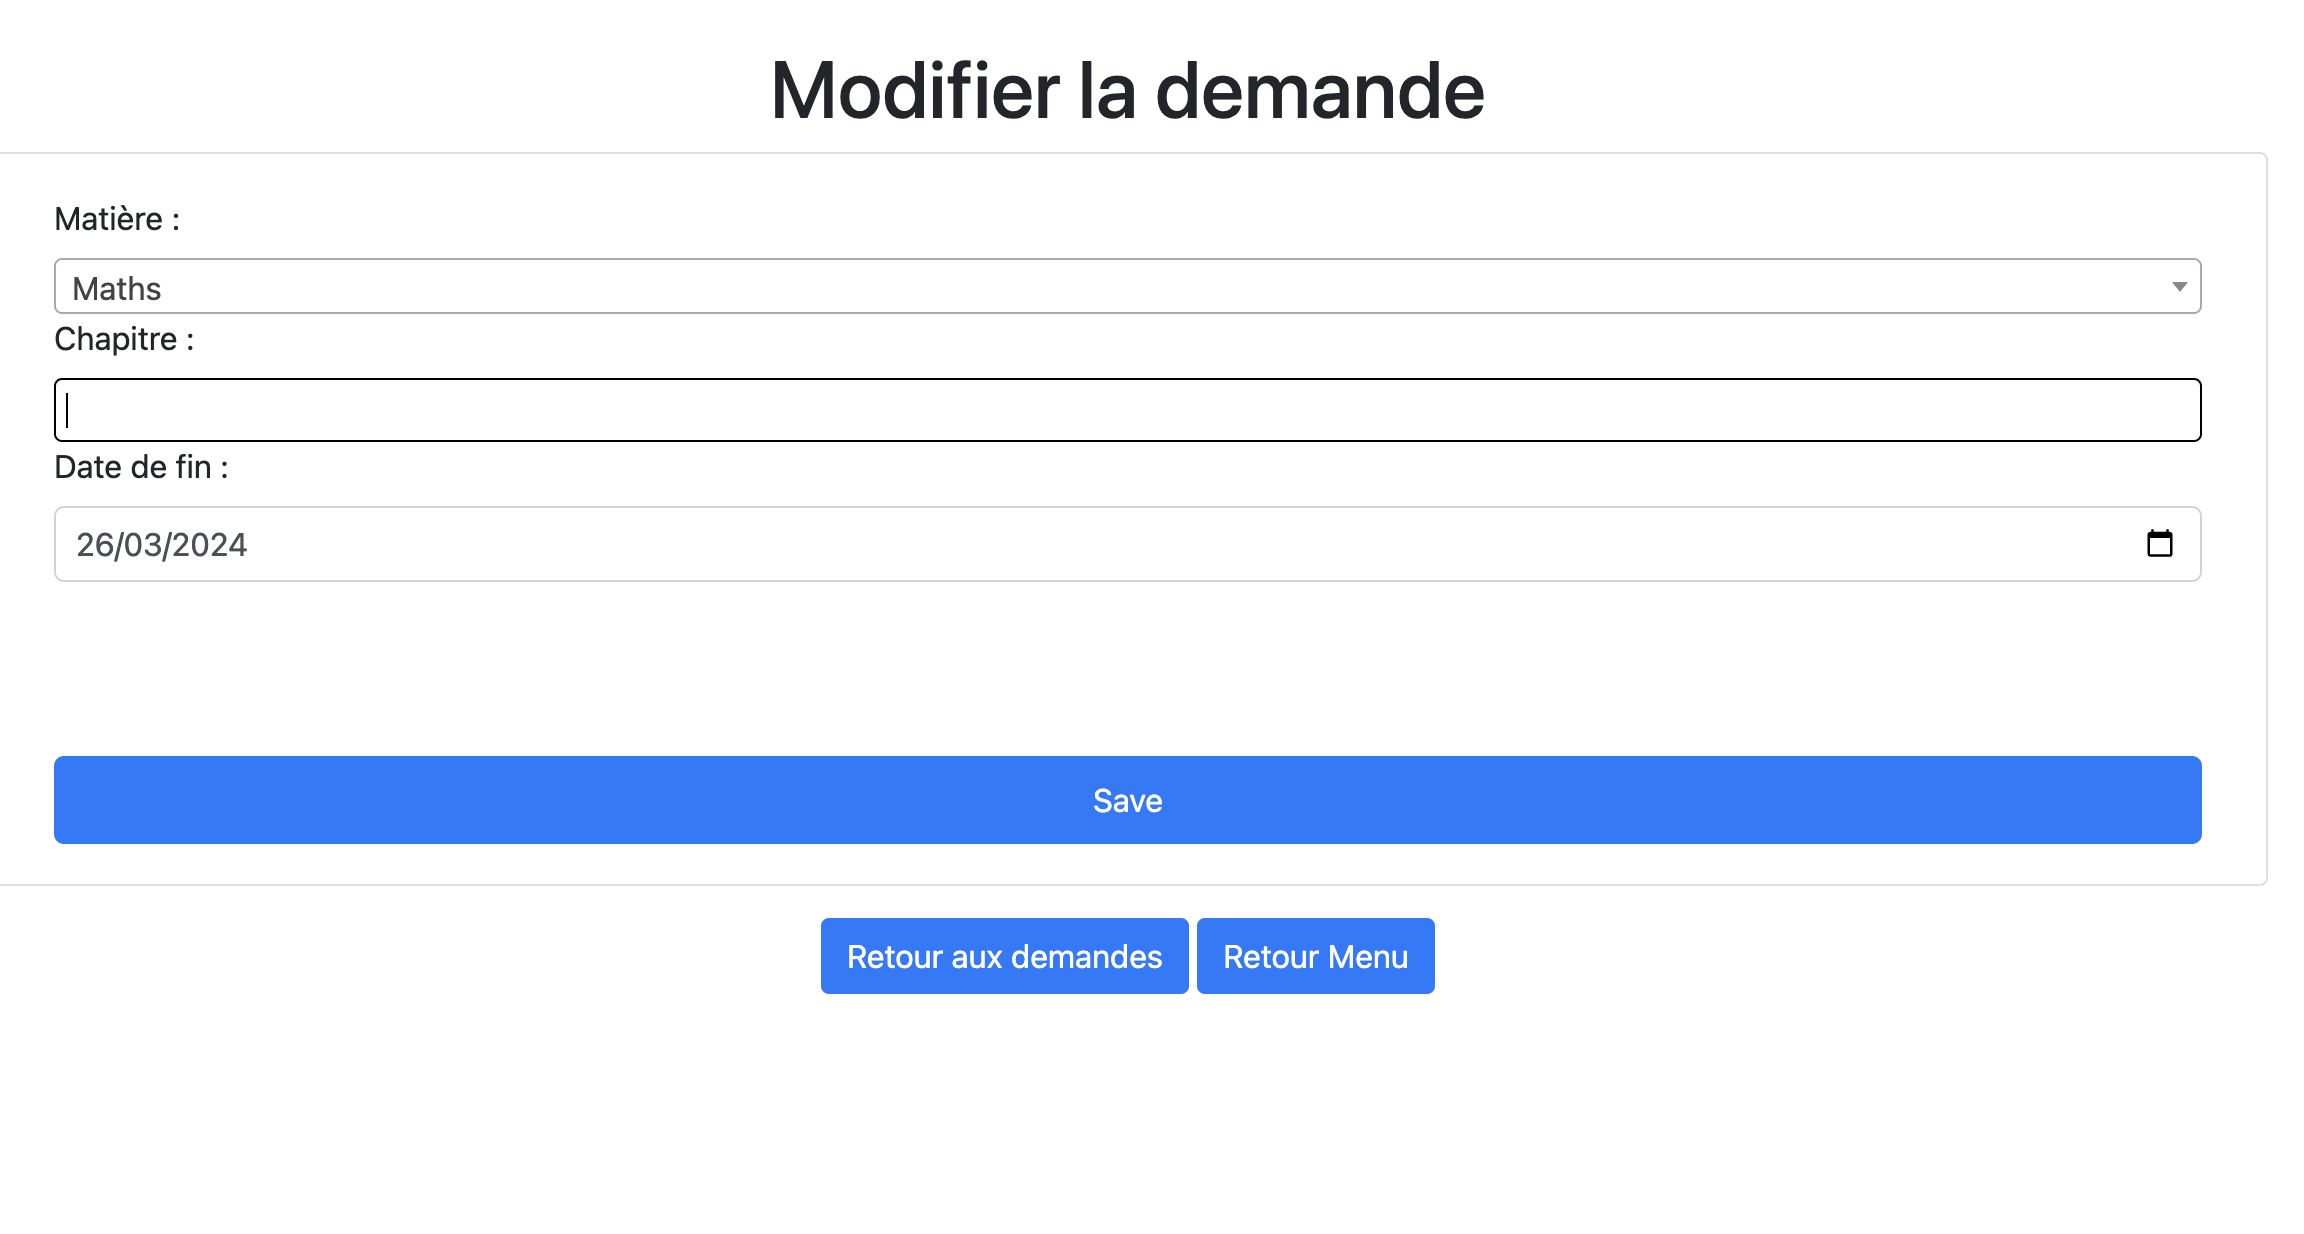 Modifier la demande
Matière :
Maths
Chapitre :
Date de fin :
26/03/2024
Save
Retour aux demandes Retour Menu